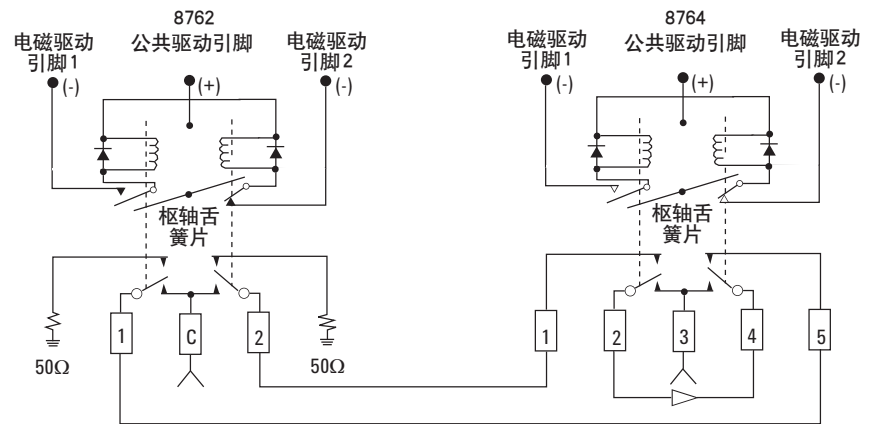 8762
公共驱动引脚
电磁驱动
引脚1
(-)
(+)
电磁驱动
引脚2
(-)
枢轴舌
簧片
50Ω
1
C
2
50Ω
8764
公共驱动引脚
电磁驱动
引脚1
(-)
(+)
电磁驱动
引脚2
(-)
枢轴舌
簧片
1
2
3
4
5